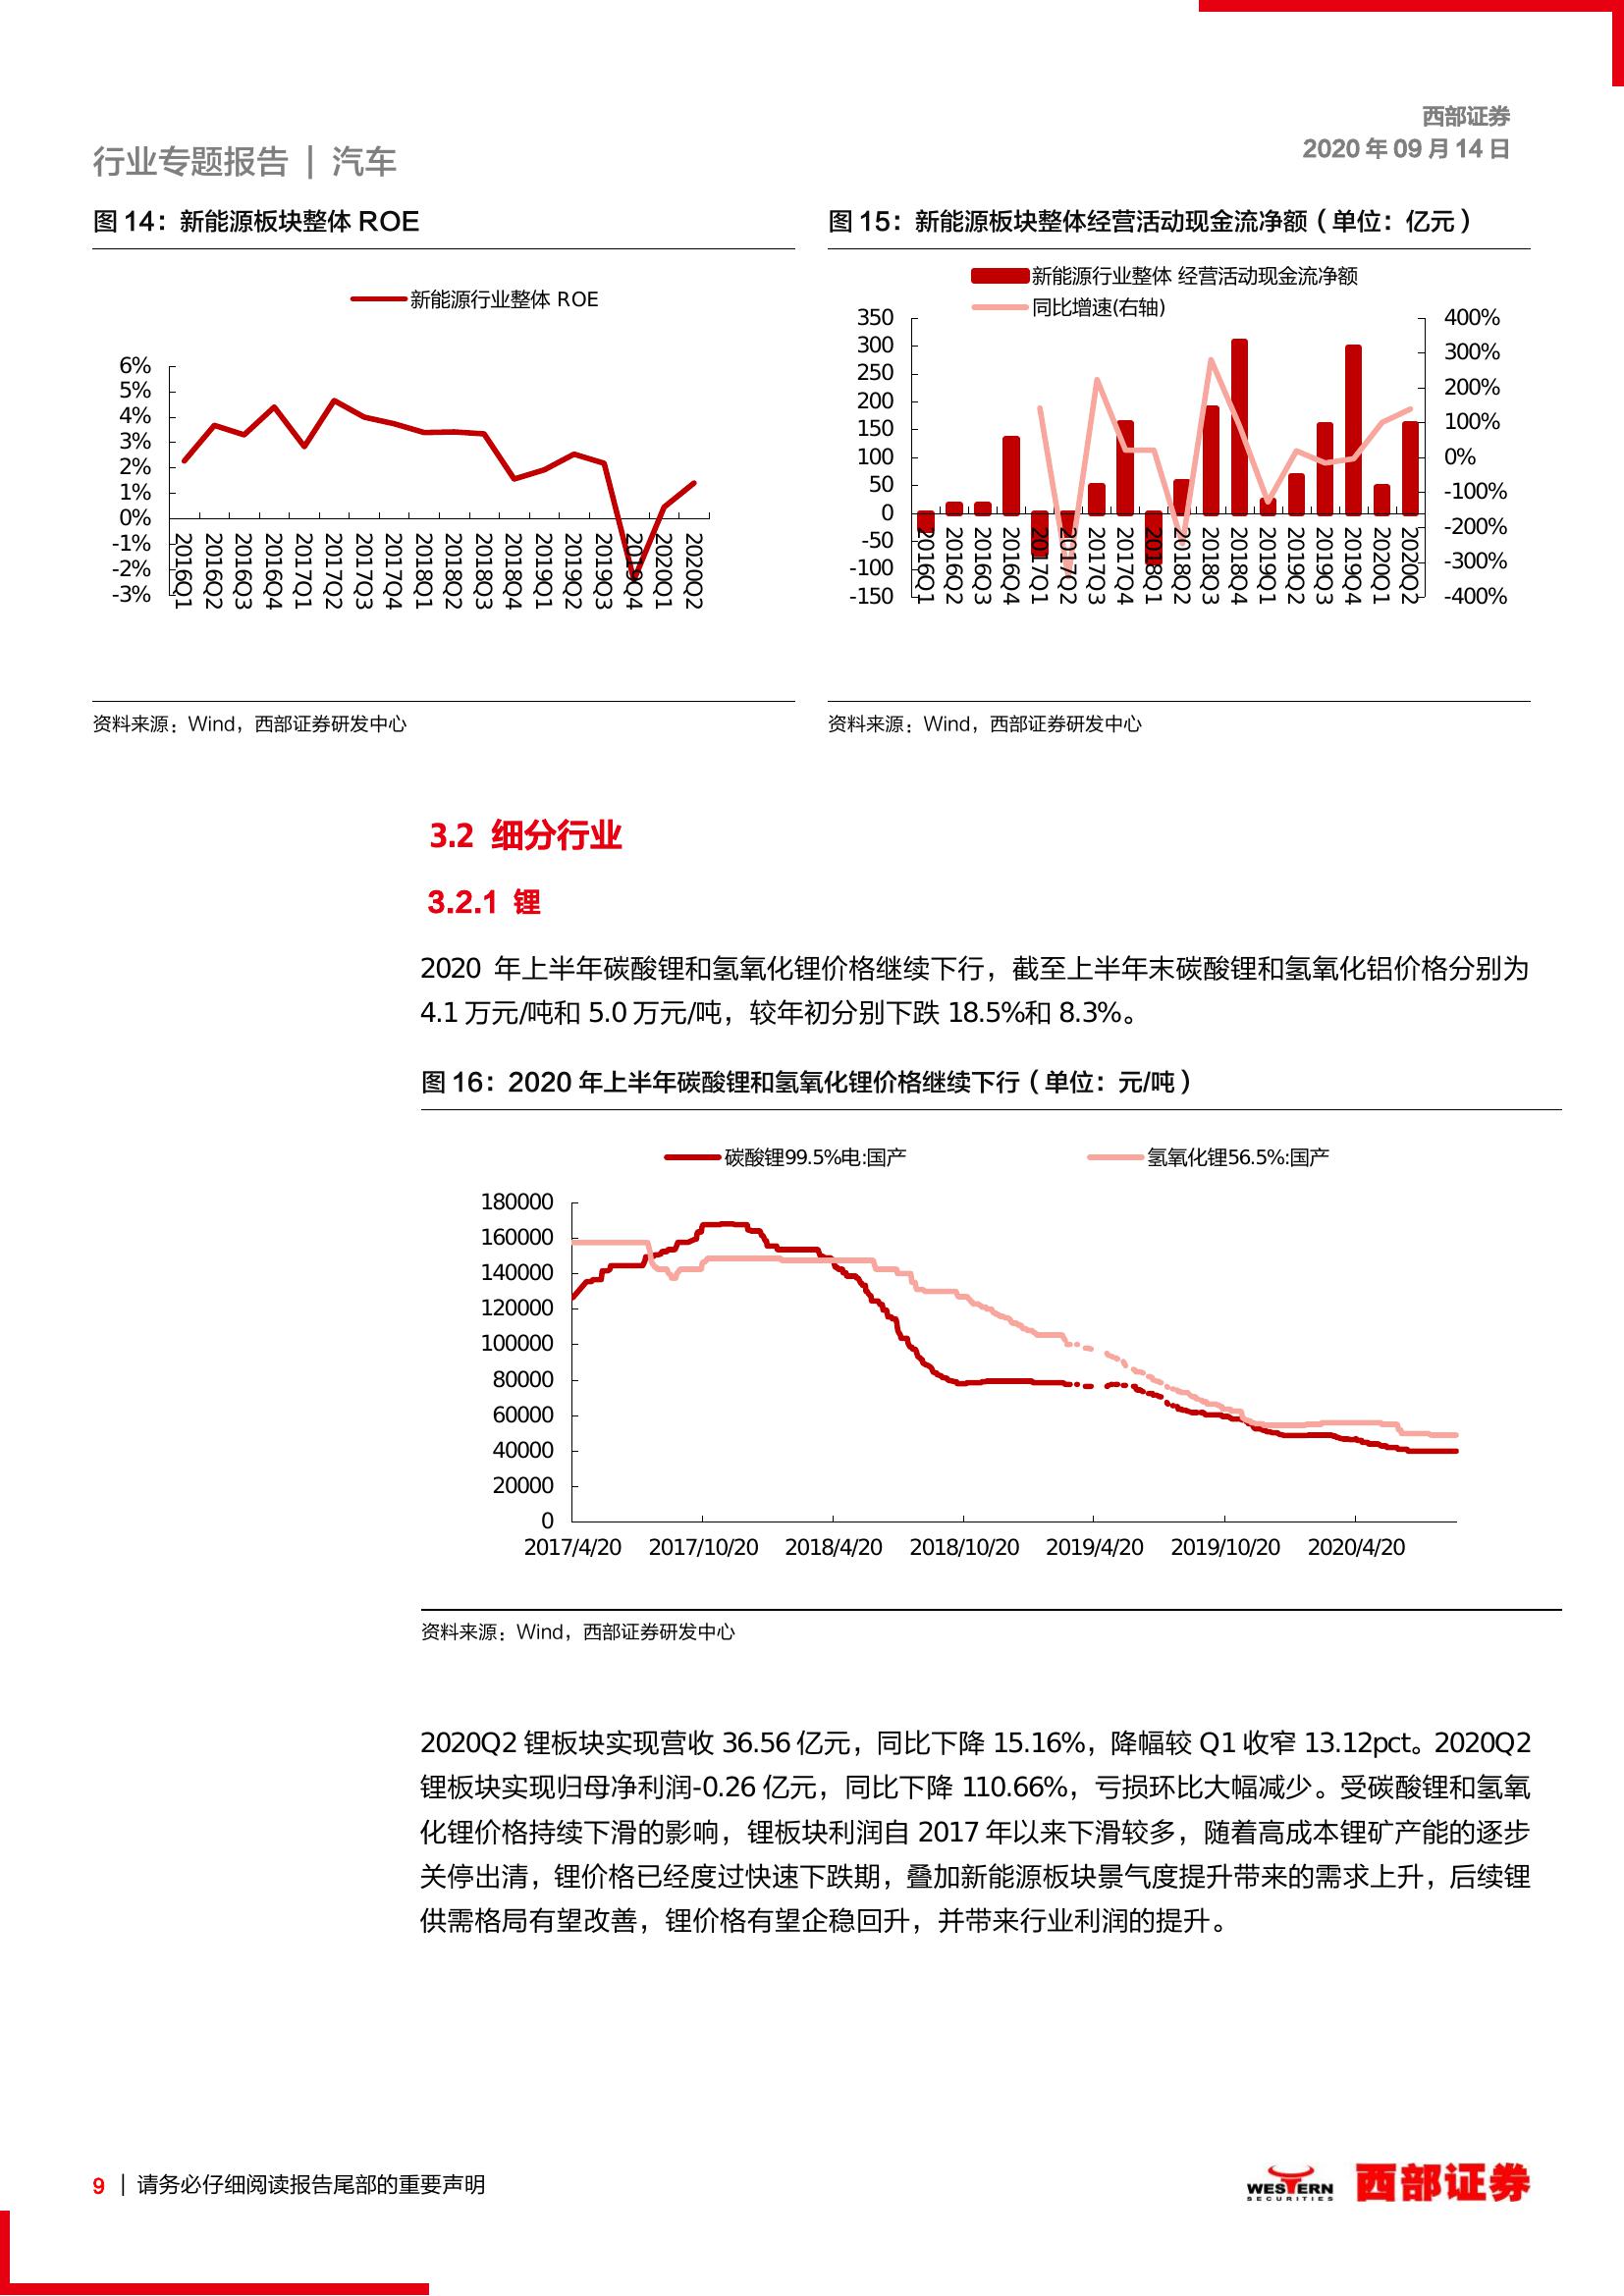 西部证券
2020 年 09 月 14 日
行业专题报告 | 汽车
图 14：新能源板块整体 ROE
新能源行业整体 ROE
6%
5%
4%
3%
2%
1%
0%
-1%
-2%
-3%
2016Q1
2016Q2
2016Q3
2016Q4
2017Q1
2017Q2
2017Q3
2017Q4
2018Q1
2018Q2
2018Q3
2018Q4
2019Q1
2019Q2
2019Q3
2019Q4
2020Q1
2020Q2
资料来源：Wind，西部证券研发中心
图 15：新能源板块整体经营活动现金流净额（单位：亿元）
新能源行业整体 经营活动现金流净额
同比增速(右轴)
350
300
250
200
150
100
50
0
-50
-100
-150
400%
300%
200%
100%
0%
-100%
-200%
-300%
-400%
2016Q1
2016Q2
2016Q3
2016Q4
2017Q1
2017Q2
2017Q3
2017Q4
2018Q1
2018Q2
2018Q3
2018Q4
2019Q1
2019Q2
2019Q3
2019Q4
2020Q1
2020Q2
资料来源：Wind，西部证券研发中心
3.2 细分行业
3.2.1 锂
2020 年上半年碳酸锂和氢氧化锂价格继续下行，截至上半年末碳酸锂和氢氧化铝价格分别为
4.1 万元/吨和 5.0 万元/吨，较年初分别下跌 18.5%和 8.3%。
图 16：2020 年上半年碳酸锂和氢氧化锂价格继续下行（单位：元/吨）
碳酸锂99.5%电:国产
氢氧化锂56.5%:国产
180000
160000
140000
120000
100000
80000
60000
40000
20000
0
2017/4/20 2017/10/20 2018/4/20 2018/10/20 2019/4/20 2019/10/20 2020/4/20
资料来源：Wind，西部证券研发中心
2020Q2 锂板块实现营收 36.56 亿元，同比下降 15.16%，降幅较 Q1 收窄 13.12pct。2020Q2
锂板块实现归母净利润-0.26 亿元，同比下降 110.66%，亏损环比大幅减少。受碳酸锂和氢氧
化锂价格持续下滑的影响，锂板块利润自 2017 年以来下滑较多，随着高成本锂矿产能的逐步
关停出清，锂价格已经度过快速下跌期，叠加新能源板块景气度提升带来的需求上升，后续锂
供需格局有望改善，锂价格有望企稳回升，并带来行业利润的提升。
9 | 请务必仔细阅读报告尾部的重要声明
WESTERN
SECURITIES
西部证券